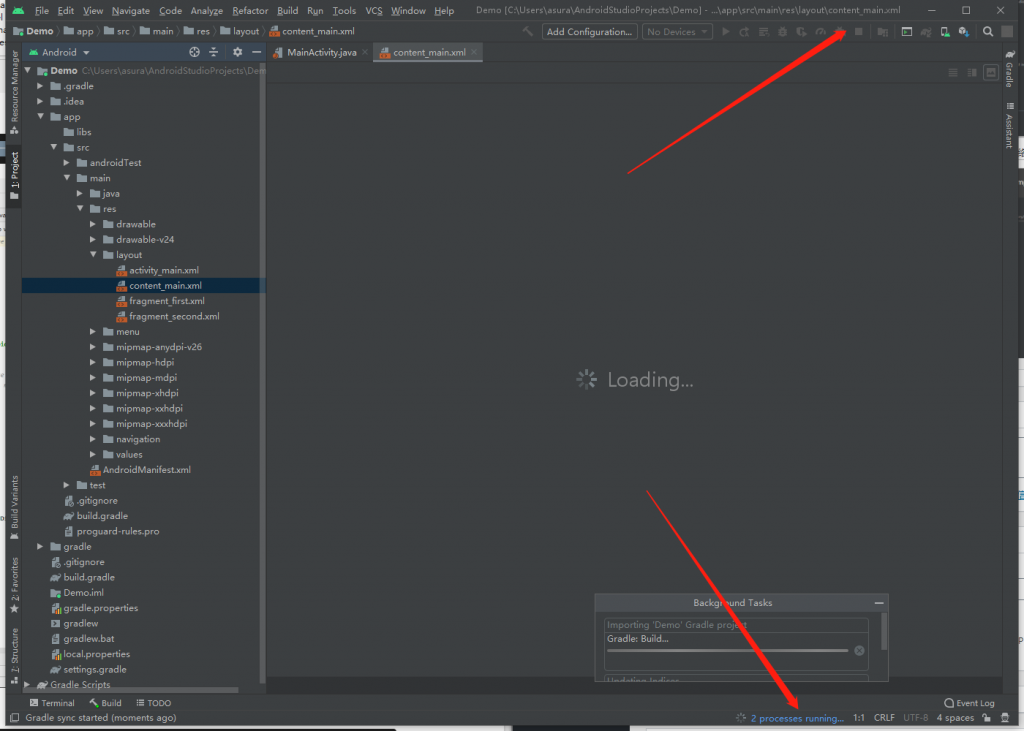 File Edit View Navigate Code Analyze Refactor Build Run Tools VCS Window Help Demo [C:\Users\asura\AndroidStudioProjects\Demo] - ...\app\src\main\res\layout\content_main.xml
Demo app src main res layout content_main.xml Add Configuration... No Devices
Android
MainActivity.java content_main.xml
Demo C:\Users\asura\AndroidStudioProjects\Dem
.gradle
.idea
app
libs
src
androidTest
main
java
res
drawable
drawable-v24
layout
activity_main.xml
content_main.xml
fragment_first.xml
fragment_second.xml
menu
mipmap-anydpi-v26
mipmap-hdpi
mipmap-mdpi
mipmap-xhdpi
mipmap-xxhdpi
mipmap-xxxhdpi
navigation
values
AndroidManifest.xml
test
.gitignore
build.gradle
proguard-rules.pro
gradle
.gitignore
build.gradle
Demo.iml
gradle.properties
gradlew
gradlew.bat
local.properties
settings.gradle
Gradle Scripts
Resource Manager
1: Project
Build Variants
2: Favorites
7: Structure
Loading...
Gradle
Assistant
Background Tasks
Importing 'Demo' Gradle project
Gradle: Build...
Updating Indices
Terminal Build TODO Event Log
Gradle sync started (moments ago) 2 processes running... 1:1 CRLF UTF-8 4 spaces